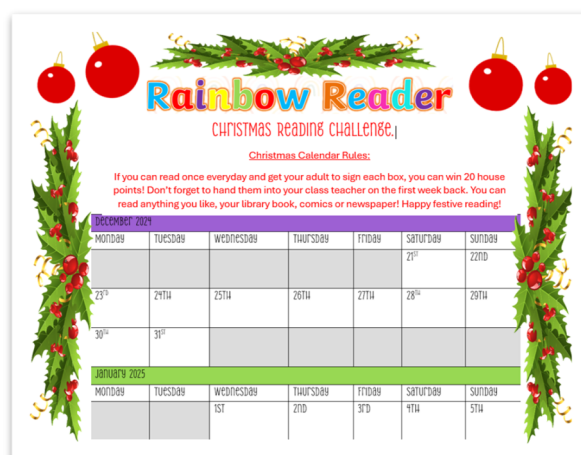 Rainbow Reader
Christmas Reading Challenge.
Christmas Calendar Rules:
If you can read once everyday and get your adult to sign each box, you can win 20 house
points! Don't forget to hand them into your class teacher on the first week back. You can
read anything you like, your library book, comics or newspaper! Happy festive reading!
December 2024
Monday Tuesday Wednesday Thursday Friday Saturday Sunday
21ST 22ND
23RD 24TH 25TH 26TH 27TH 28TH 29TH
30TH 31ST
January 2025
Monday Tuesday Wednesday Thursday Friday Saturday Sunday
1ST 2ND 3RD 4TH 5TH